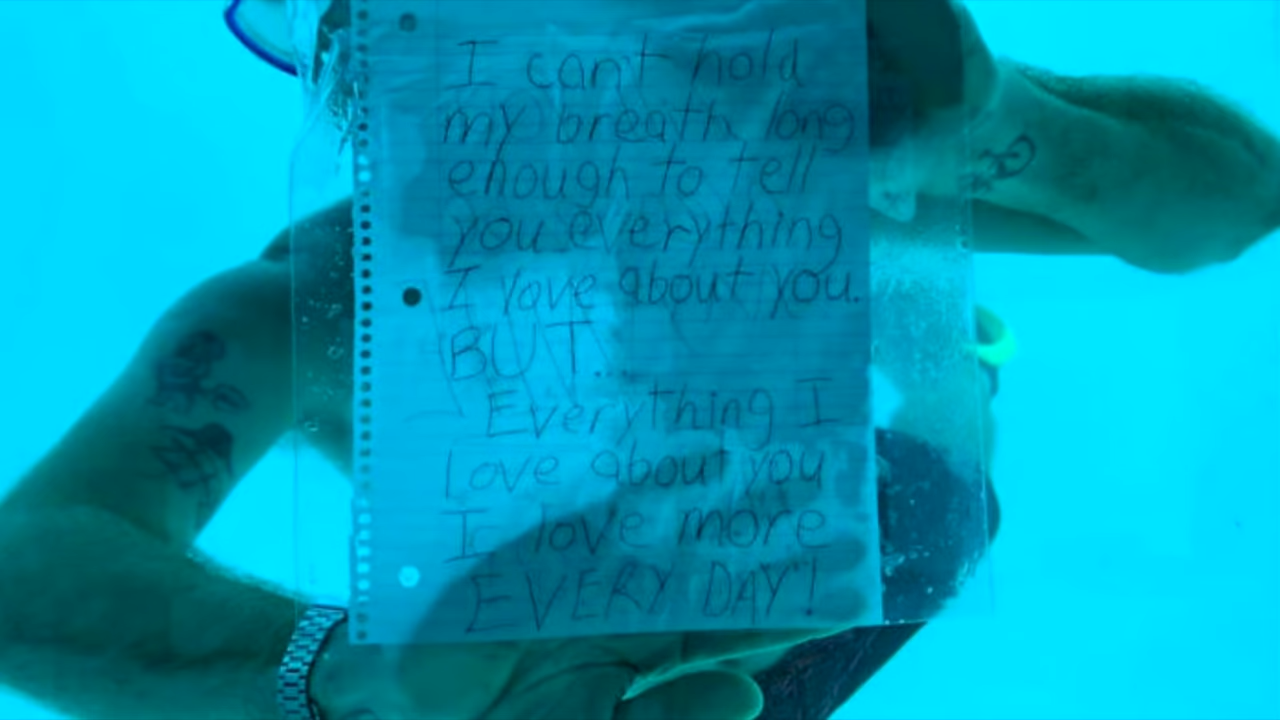 I can't hold
my breath long
enough to tell
you everything
I love about you.
BUT...
Everything I
Love about you
I love more
EVERY DAY!